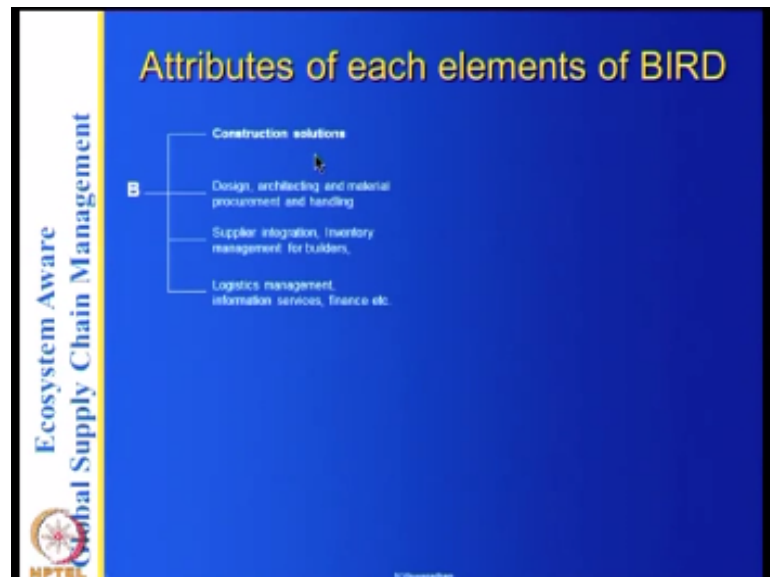 Attributes of each elements of BIRD
Ecosystem Aware
Global Supply Chain Management
B
Construction solutions
Design, architecting and material
procurement and handling
Supplier integration, Inventory
management for builders,
Logistics management,
information services, finance etc.
NPTEL